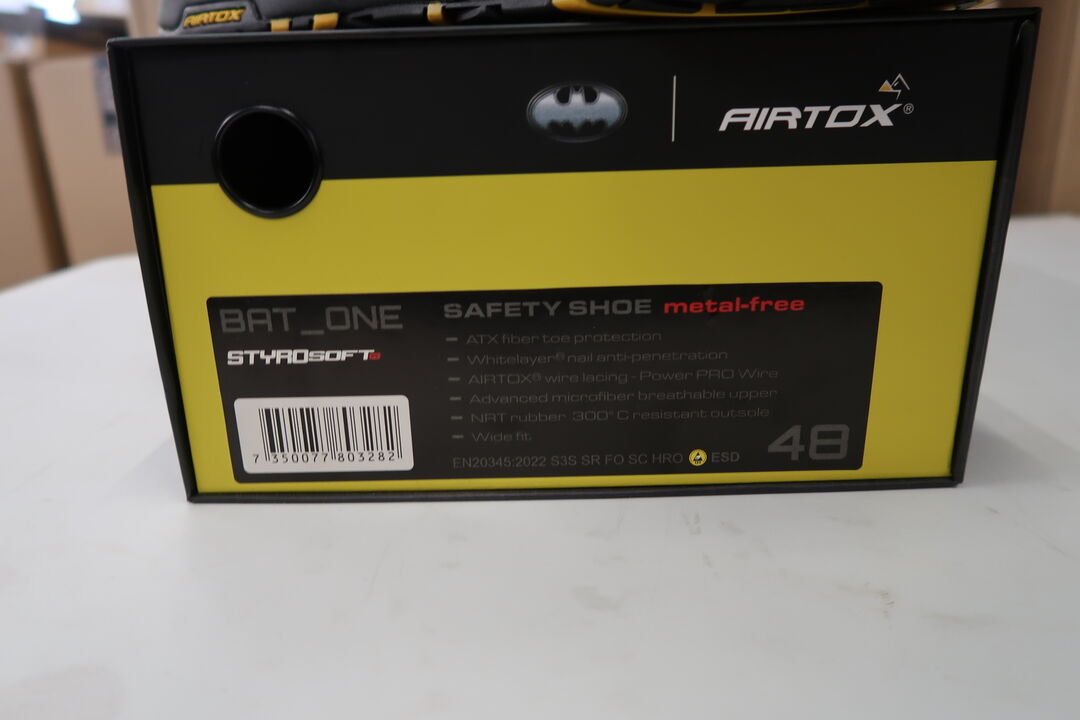 AIRTOX
AIRTOX®
BAT_ONE
STYROSOFT
SAFETY SHOE metal-free
- ATX fiber toe protection
- Whitelayer® nail anti-penetration
- AIRTOX® wire lacing - Power PRO Wire
- Advanced microfiber breathable upper
- NRT rubber 300° C resistant outsole
- Wide fit
7 350077 803282
EN20345:2022 S3S SR FO SC HRO ESD
48